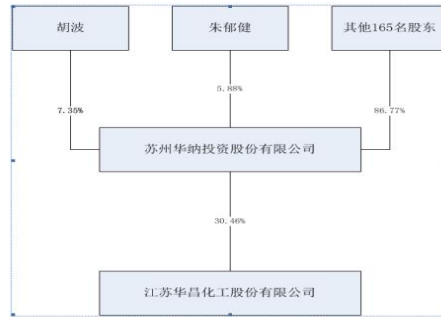 胡波
朱郁健
其他165名股东
7.35%
5.88%
86.77%
苏州华纳投资股份有限公司
30.46%
江苏华昌化工股份有限公司